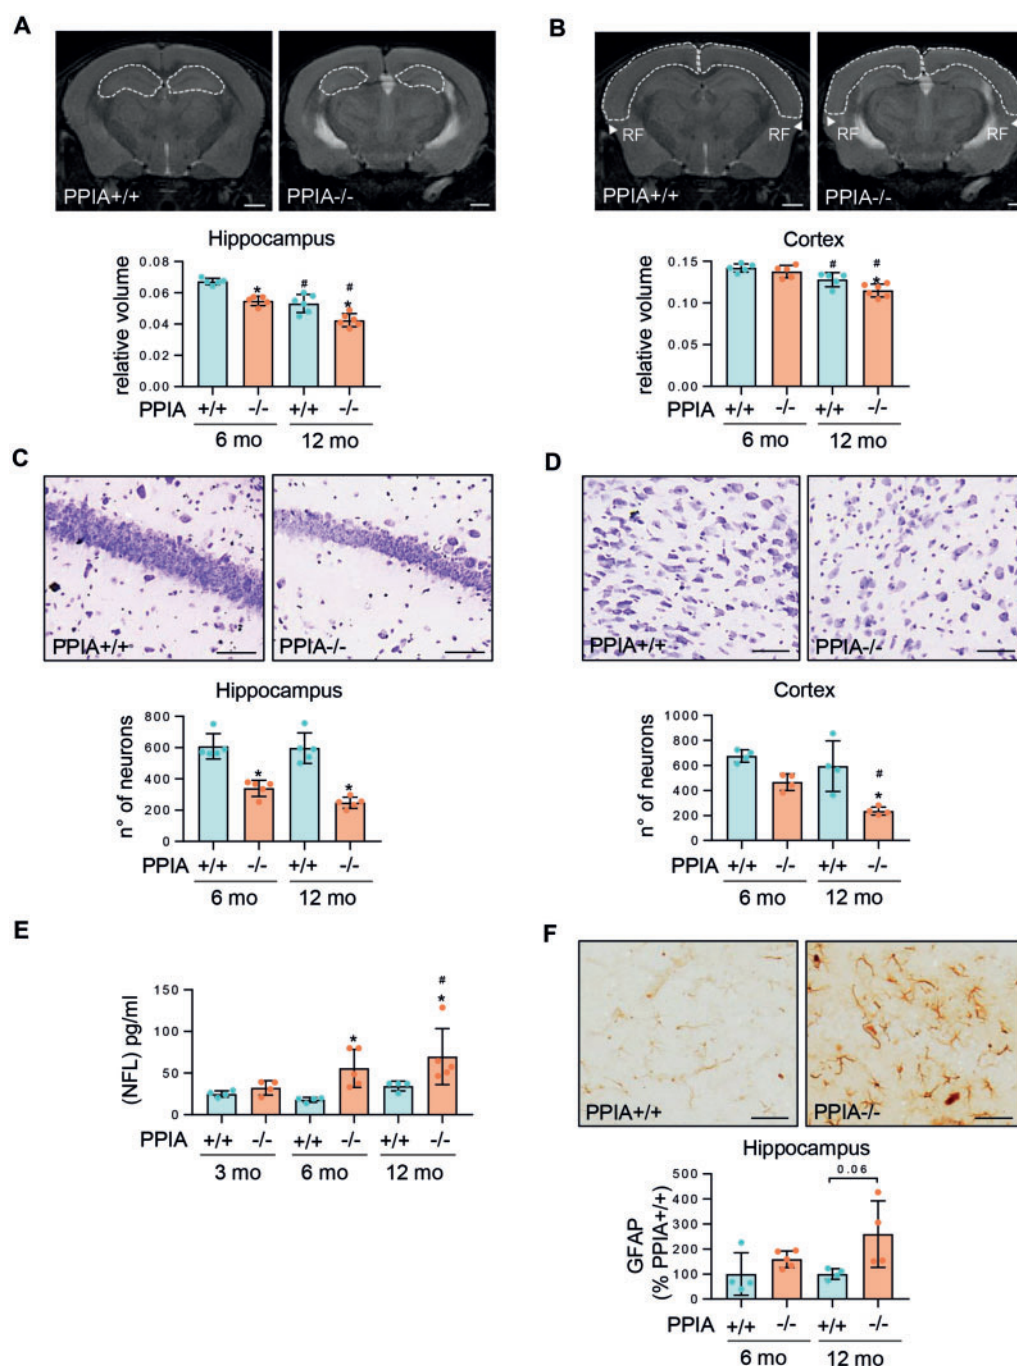 A
PPIA+/+
PPIA-/-
Hippocampus
relative volume
0.08
0.06
0.04
0.02
0.00
*
#
#
*
PPIA
+/+ -/- +/+ -/-
6 mo 12 mo
B
RF RF
PPIA+/+
RF RF
PPIA-/-
Cortex
relative volume
0.15
0.10
0.05
0.00
#
#
*
PPIA
+/+ -/- +/+ -/-
6 mo 12 mo
C
PPIA+/+
PPIA-/-
Hippocampus
n° of neurons
800
600
400
200
0
*
*
PPIA
+/+ -/- +/+ -/-
6 mo 12 mo
D
PPIA+/+
PPIA-/-
Cortex
n° of neurons
1000
800
600
400
200
0
#
*
PPIA
+/+ -/- +/+ -/-
6 mo 12 mo
E
(NFL) pg/ml
150
100
50
0
*
#
*
PPIA
+/+ -/- +/+ -/- +/+ -/-
3 mo 6 mo 12 mo
F
PPIA+/+
PPIA-/-
Hippocampus
GFAP
(% PPIA+/+)
500
400
300
200
100
0
0.06
PPIA
+/+ -/- +/+ -/-
6 mo 12 mo